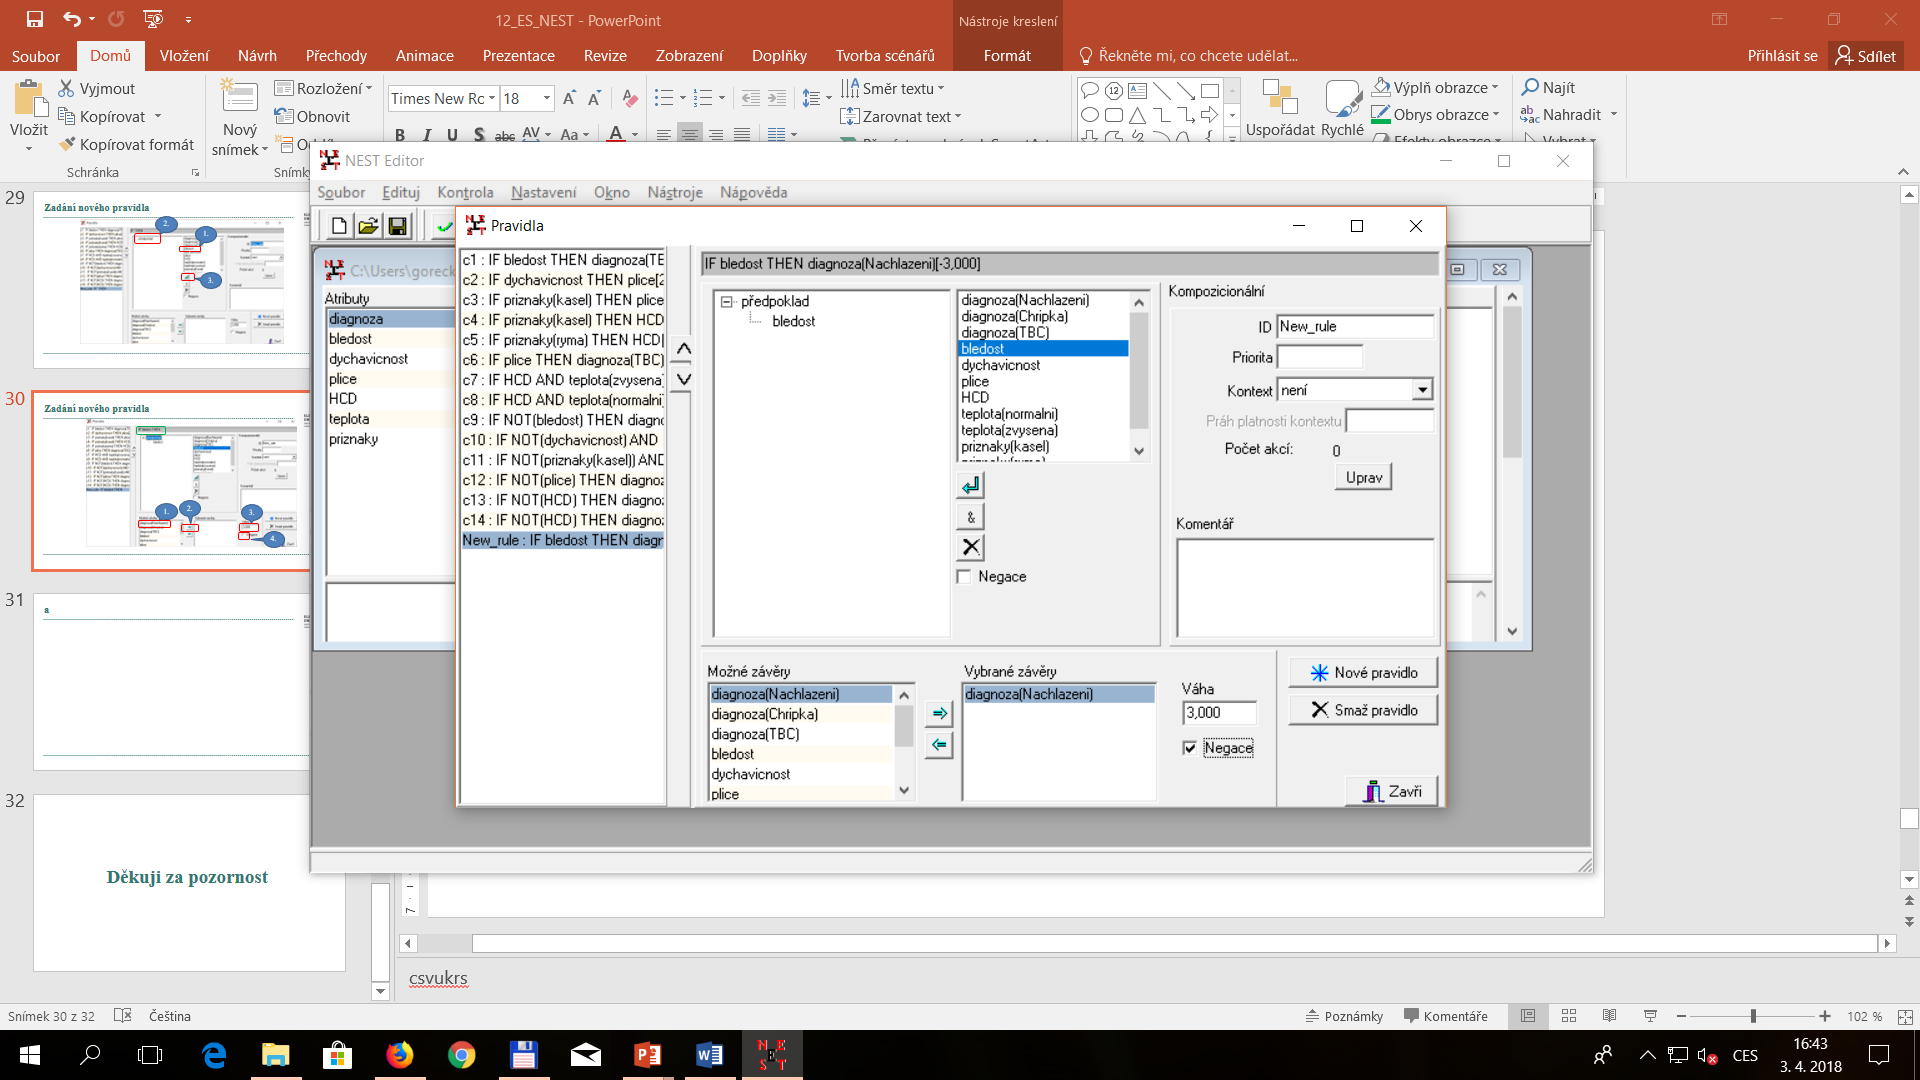 12_ES_NEST - PowerPoint
Nástroje kreslení
Soubor
Domů
Vložení
Návrh
Přechody
Animace
Prezentace
Revize
Zobrazení
Doplňky
Tvorba scénářů
Formát
Řekněte mi, co chcete udělat...
Přihlásit se
Sdílet
Vložit
Vyjmout
Kopírovat
Kopírovat formát
Schránka
Nový snímek
Rozložení
Obnovit
Times New Rc
18
Směr textu
Zarovnat text
Uspořádat
Rychlé
Výplň obrazce
Obrys obrazce
Efekty obrazce
Najít
Nahradit
Vybrat
29
Zadání nového pravidla
30
Zadání nového pravidla
31
a
32
Děkuji za pozornost
NEST Editor
Soubor
Edituj
Kontrola
Nastavení
Okno
Nástroje
Nápověda
C:\Users\gorec
Atributy
diagnoza
bledost
dychavicnost
plice
HCD
teplota
priznaky
Pravidla
c1 : IF bledost THEN diagnoza(TE
c2 : IF dychavicnost THEN plice[2
c3 : IF priznaky(kasel) THEN plice
c4 : IF priznaky(kasel) THEN HCD
c5 : IF priznaky(ryma) THEN HCD[
c6 : IF plice THEN diagnoza(TBC)
c7 : IF HCD AND teplota(zvysena)
c8 : IF HCD AND teplota(normalni)
c9 : IF NOT(bledost) THEN diagno
c10 : IF NOT(dychavicnost) AND
c11 : IF NOT(priznaky(kasel)) AND
c12 : IF NOT(plice) THEN diagnoz
c13 : IF NOT(HCD) THEN diagnoz
c14 : IF NOT(HCD) THEN diagnoz
New_rule : IF bledost THEN diagr
IF bledost THEN diagnoza(Nachlazeni)[-3,000]
předpoklad
bledost
diagnoza(Nachlazeni)
diagnoza(Chripka)
diagnoza(TBC)
bledost
dychavicnost
plice
HCD
teplota(normalni)
teplota(zvysena)
priznaky(kasel)
priznaky(ryma)
&
Negace
Kompozicionální
ID
New_rule
Priorita
Kontext
není
Práh platnosti kontextu
Počet akcí:
0
Uprav
Komentář
Možné závěry
diagnoza(Nachlazeni)
diagnoza(Chripka)
diagnoza(TBC)
bledost
dychavicnost
plice
Vybrané závěry
diagnoza(Nachlazeni)
Váha
3,000
Negace
Nové pravidlo
Smaž pravidlo
Zavři
csvukrs
Snímek 30 z 32
Čeština
Poznámky
Komentáře
102 %
CES
16:43
3. 4. 2018